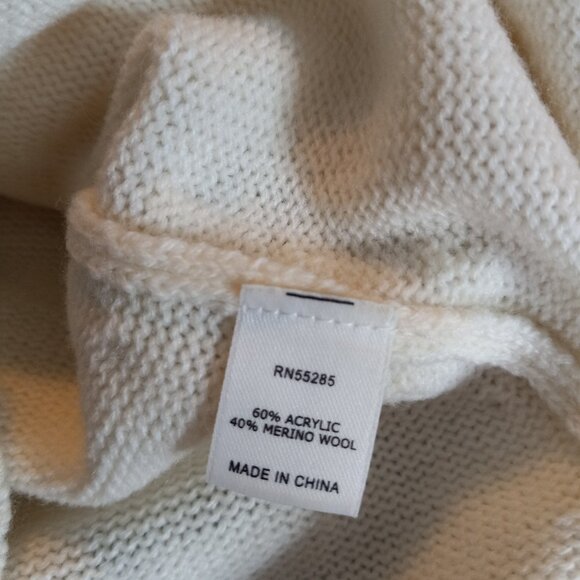 RN55285
60% ACRYLIC
40% MERINO WOOL
MADE IN CHINA